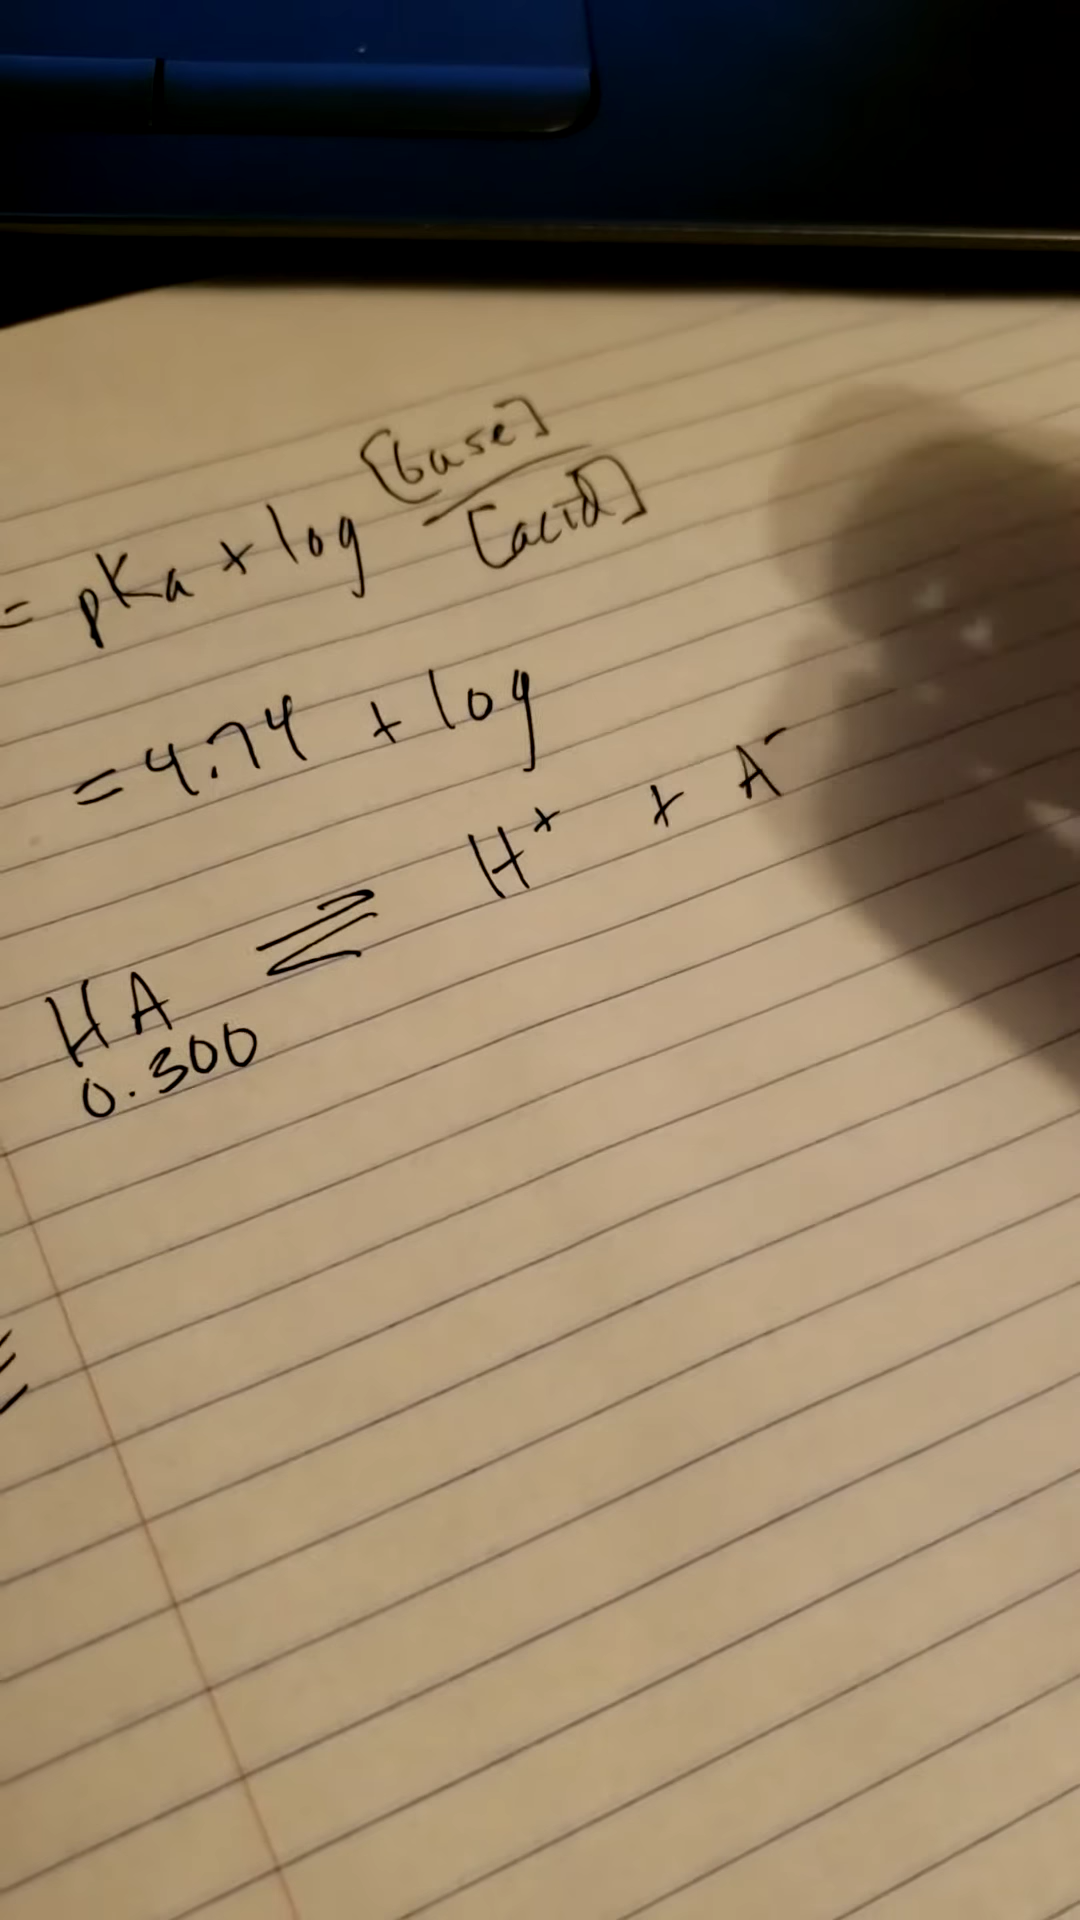 = pKa + log [base]/[acid]
= 4.74 + log
HA ⇌ H⁺ + A⁻
0.300